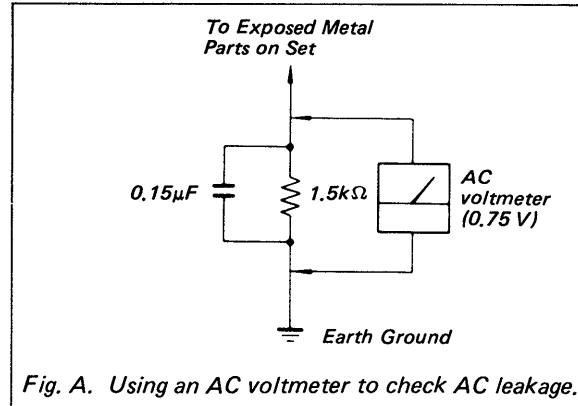 To Exposed Metal
Parts on Set
0.15μF
1.5kΩ
AC
voltmeter
(0.75 V)
Earth Ground
Fig. A. Using an AC voltmeter to check AC leakage.